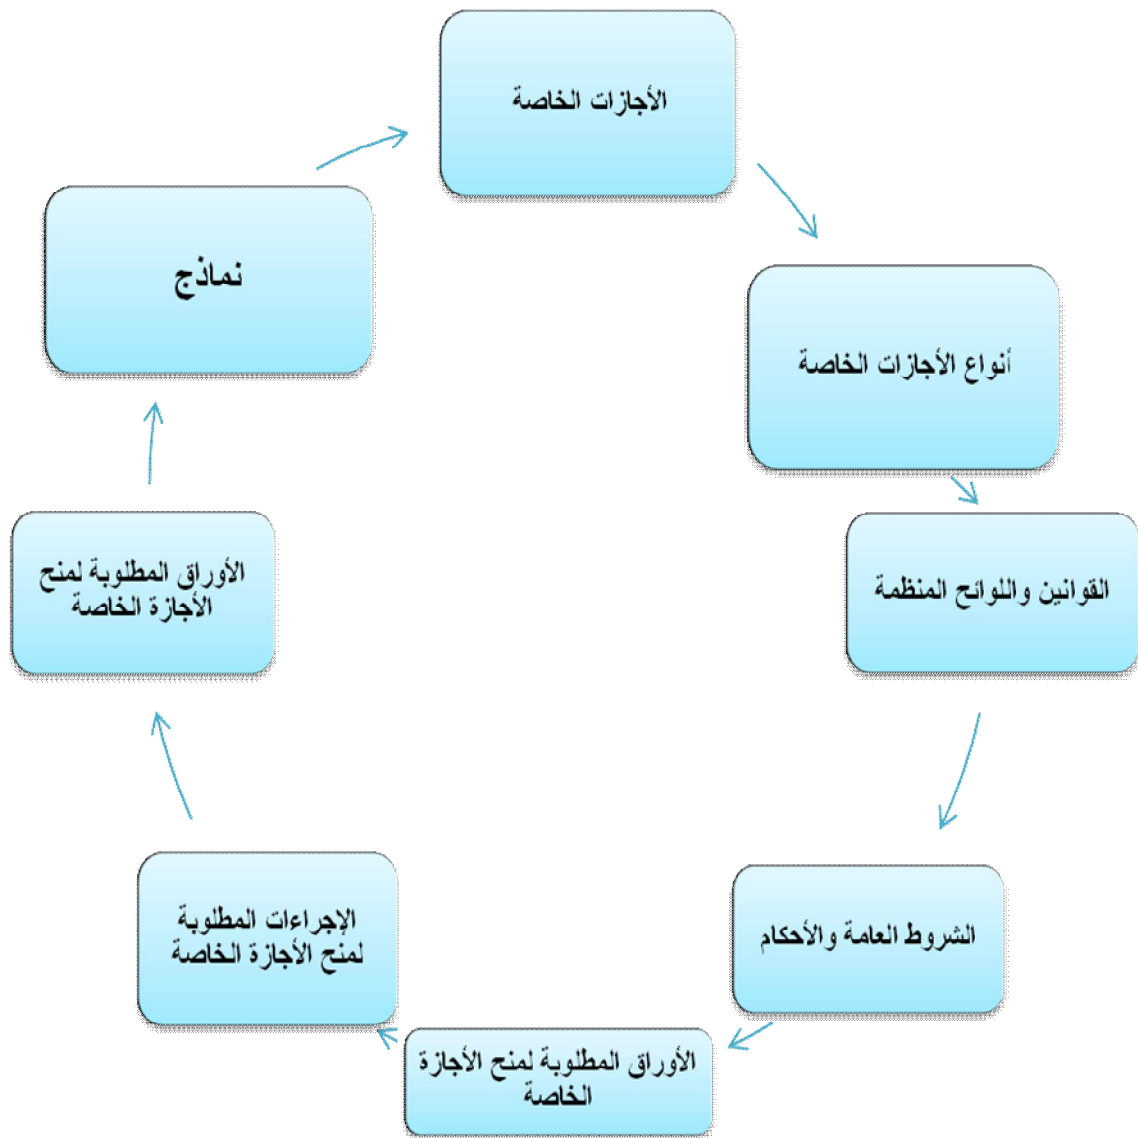 الأجازات الخاصة
أنواع الأجازات الخاصة
القوانين واللوائح المنظمة
الشروط العامة والأحكام
الأوراق المطلوبة لمنح الأجازة
الخاصة
الإجراءات المطلوبة
لمنح الأجازة الخاصة
الأوراق المطلوبة لمنح
الأجازة الخاصة
نماذج